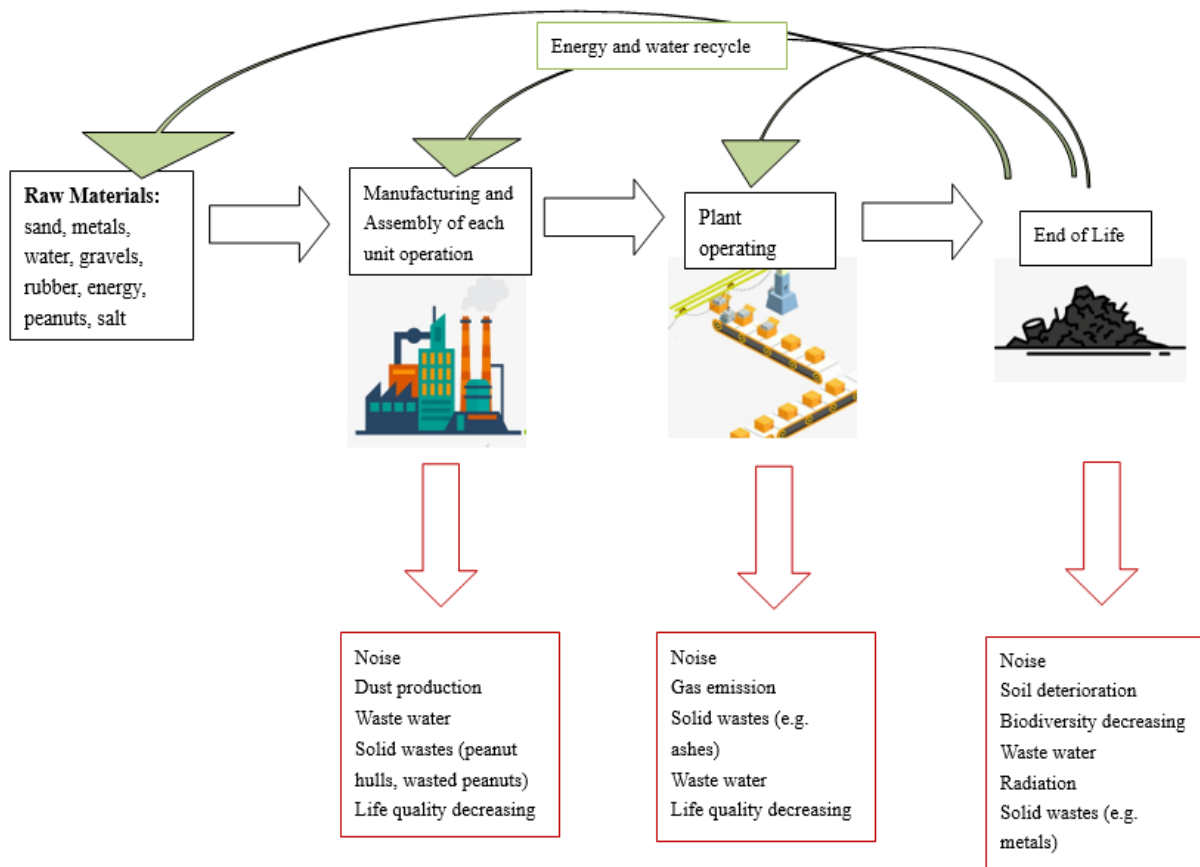 Energy and water recycle
Raw Materials:
sand, metals,
water, gravels,
rubber, energy,
peanuts, salt
Manufacturing and
Assembly of each
unit operation
Plant
operating
End of Life
Noise
Dust production
Waste water
Solid wastes (peanut
hulls, wasted peanuts)
Life quality decreasing
Noise
Gas emission
Solid wastes (e.g.
ashes)
Waste water
Life quality decreasing
Noise
Soil deterioration
Biodiversity decreasing
Waste water
Radiation
Solid wastes (e.g.
metals)